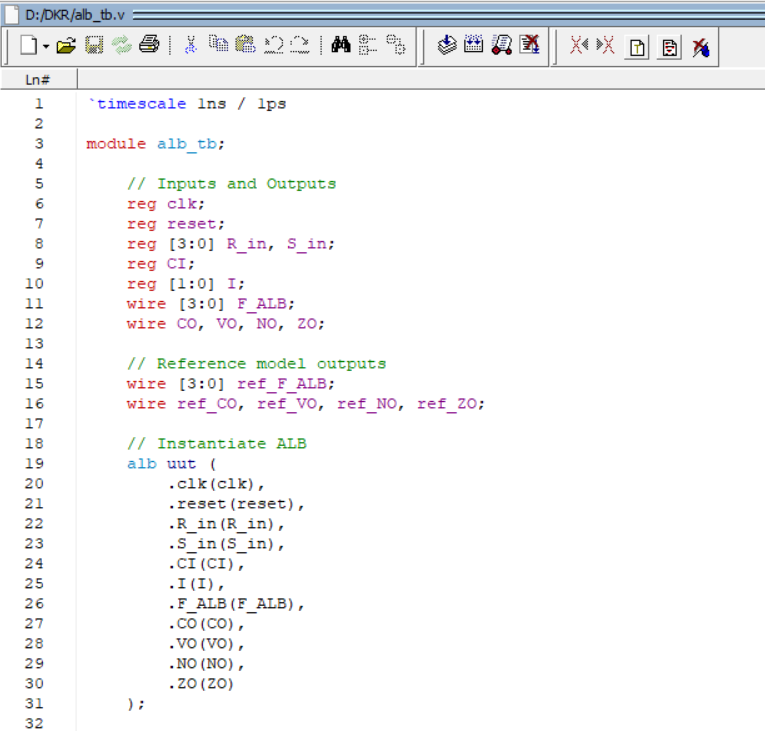 D:/DKR/alb_tb.v
Ln#
1 `timescale 1ns / 1ps
2
3 module alb_tb;
4
5 // Inputs and Outputs
6 reg clk;
7 reg reset;
8 reg [3:0] R_in, S_in;
9 reg CI;
10 reg [1:0] I;
11 wire [3:0] F_ALB;
12 wire CO, VO, NO, ZO;
13
14 // Reference model outputs
15 wire [3:0] ref_F_ALB;
16 wire ref_CO, ref_VO, ref_NO, ref_ZO;
17
18 // Instantiate ALB
19 alb uut (
20 .clk(clk),
21 .reset(reset),
22 .R_in(R_in),
23 .S_in(S_in),
24 .CI(CI),
25 .I(I),
26 .F_ALB(F_ALB),
27 .CO(CO),
28 .VO(VO),
29 .NO(NO),
30 .ZO(ZO)
31 );
32